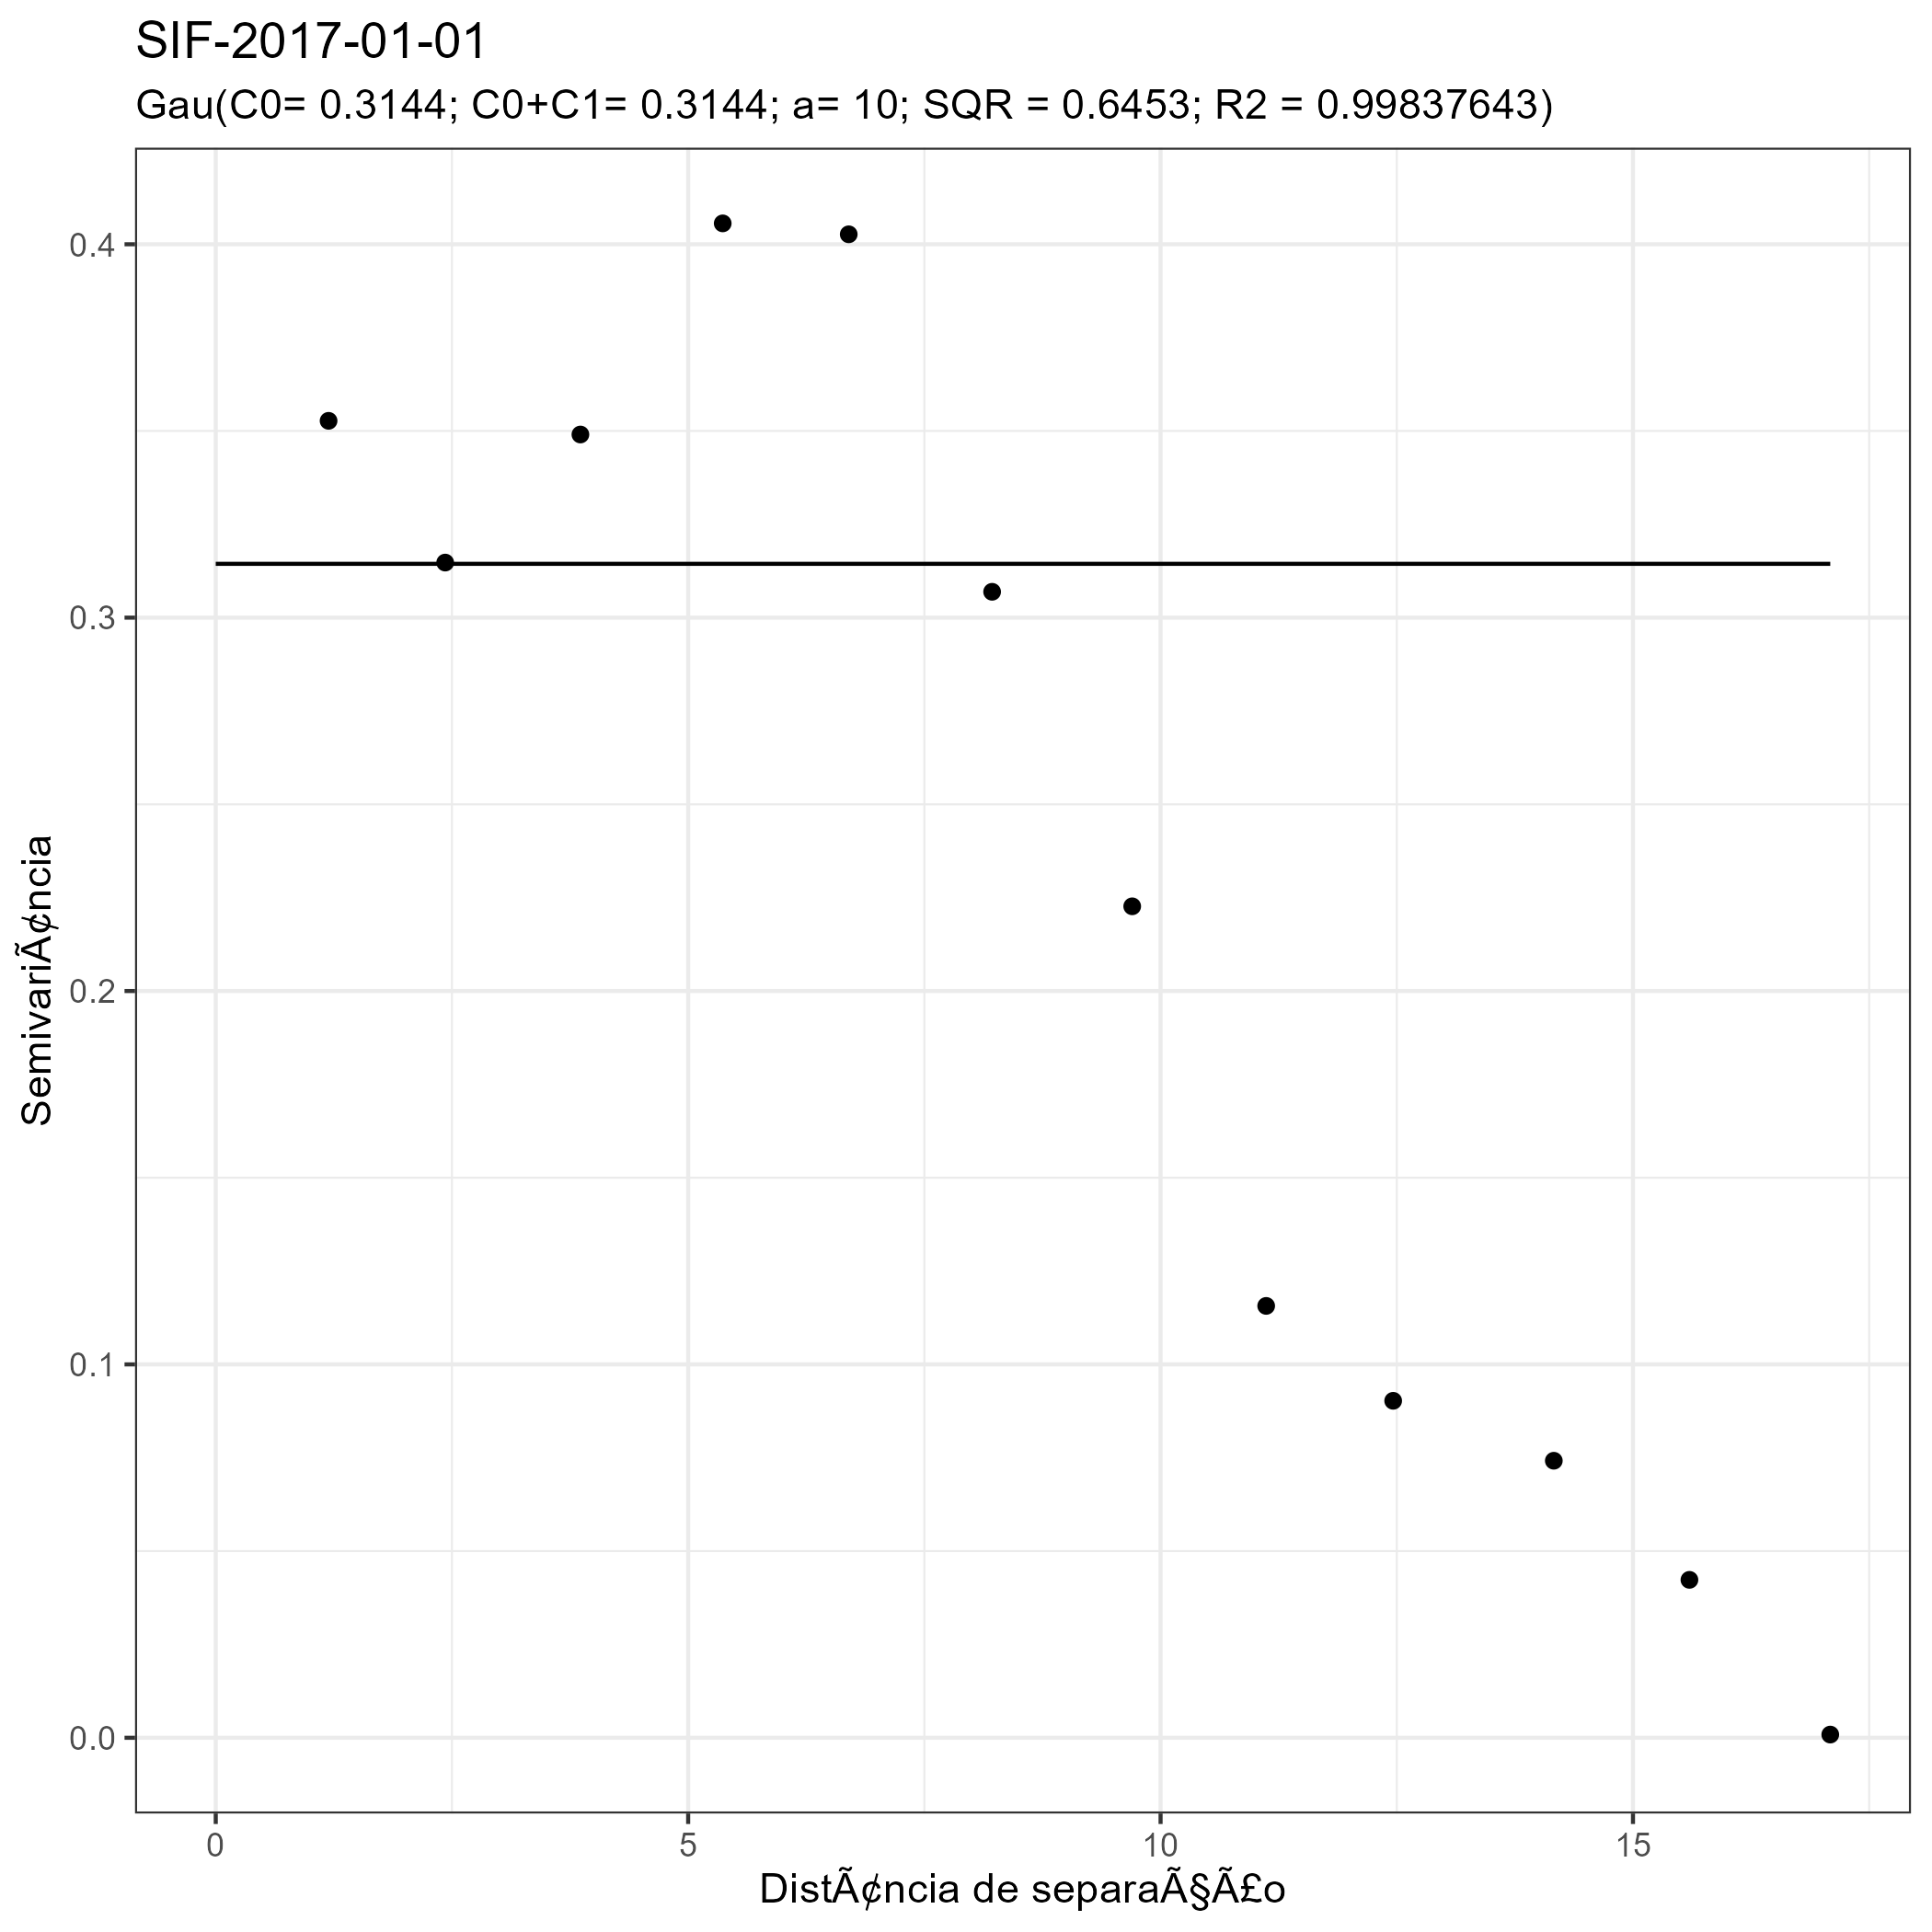 SIF-2017-01-01
Gau(C0= 0.3144; C0+C1= 0.3144; a= 10; SQR = 0.6453; R2 = 0.99837643)
SemivariÃ¢ncia
0.4
0.3
0.2
0.1
0.0
0 5 10 15
DistÃ¢ncia de separaÃ§Ã£o